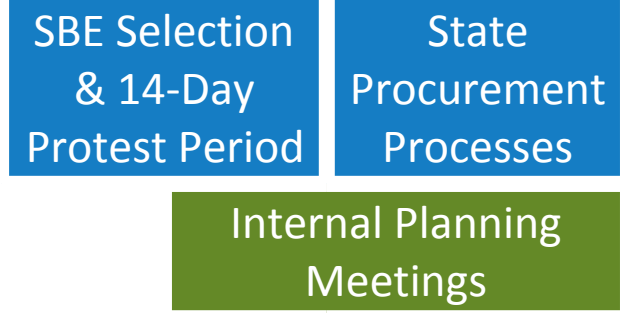 SBE Selection
& 14-Day
Protest Period
State
Procurement
Processes
Internal Planning
Meetings